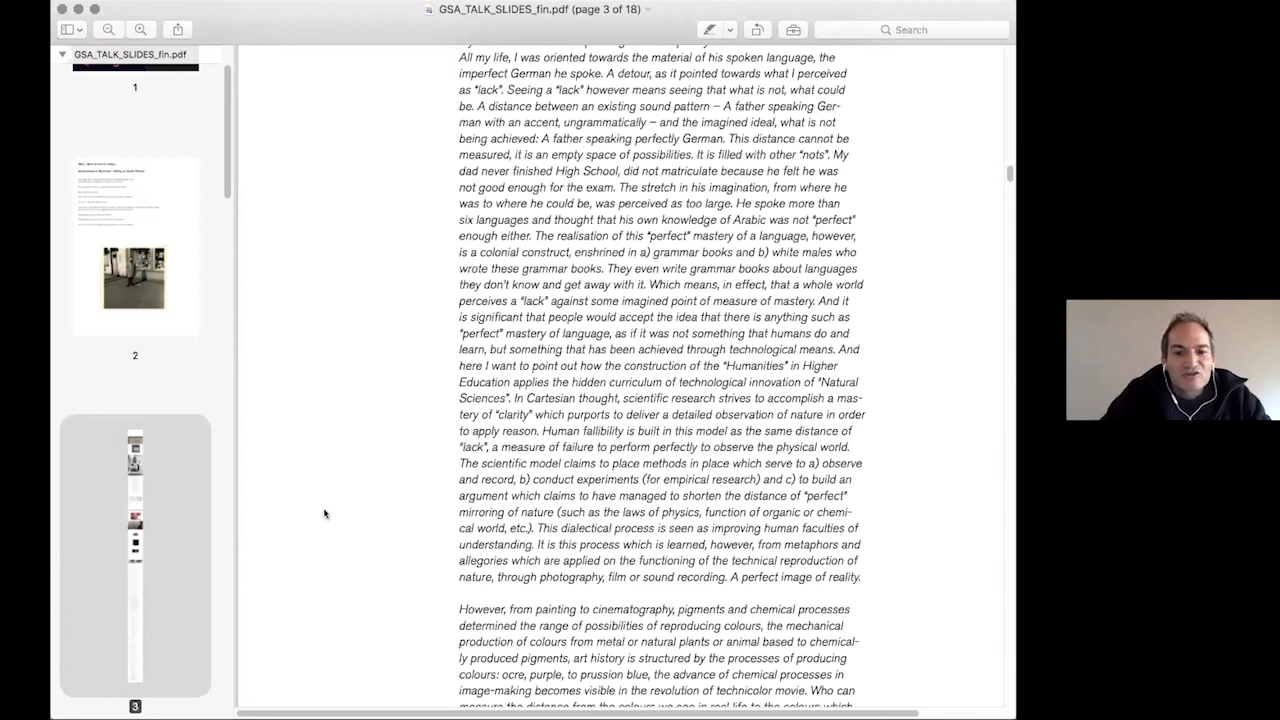 GSA_TALK_SLIDES_fin.pdf (page 3 of 18)
Search
GSA_TALK_SLIDES_fin.pdf
1
2
3
All my life, I was oriented towards the material of his spoken language, the
imperfect German he spoke. A detour, as it pointed towards what I perceived
as "lack". Seeing a "lack" however means seeing that what is not, what could
be. A distance between an existing sound pattern – A father speaking Ger-
man with an accent, ungrammatically – and the imagined ideal, what is not
being achieved: A father speaking perfectly German. This distance cannot be
measured, it is an empty space of possibilities. It is filled with other "nots". My
father, who went to High School, did not matriculate because he felt he was
not good enough for the exam. The stretch in his imagination, from where he
was to where he could be, was perceived as too large. He spoke more than
six languages and thought that his own knowledge of Arabic was not "perfect"
enough either. The realisation of this "perfect" mastery of a language, however,
is a colonial construct, enshrined in a) grammar books and b) white males who
wrote these grammar books. They even write grammar books about languages
they don't know and get away with it. Which means, in effect, that a whole world
perceives a "lack" against some imagined point of measure of mastery. And it
is significant that people would accept the idea that there is anything such as
"perfect" mastery of language, as if it was not something that humans do and
learn, but something that has been achieved through technological means. And
here I want to point out how the construction of the "Humanities" in Higher
Education applies the hidden curriculum of technological innovation of "Natural
Sciences". In Cartesian thought, scientific research strives to accomplish a mas-
tery of "clarity" which purports to deliver a detailed observation of nature in order
to apply reason. Human fallibility is built in this model as the same distance of
"lack", a measure of failure to perform perfectly to observe the physical world.
The scientific model claims to place methods in place which serve to a) observe
and record, b) conduct experiments (for empirical research) and c) to build an
argument which claims to have managed to shorten the distance of "perfect"
mirroring of nature (such as the laws of physics, function of organic or chemi-
cal world, etc.). This dialectical process is seen as improving human faculties of
understanding. It is this process which is learned, however, from metaphors and
allegories which are applied on the functioning of the technical reproduction of
nature, through photography, film or sound recording. A perfect image of reality.
However, from painting to cinematography, pigments and chemical processes
determined the range of possibilities of reproducing colours, the mechanical
production of colours from metal or natural plants or animal based to chemical-
ly produced pigments, art history is structured by the processes of producing
colours: ocre, purple, to prussion blue, the advance of chemical processes in
image-making becomes visible in the revolution of technicolor movie. Who can
measure the distance from the colours we see in real life to the colours which